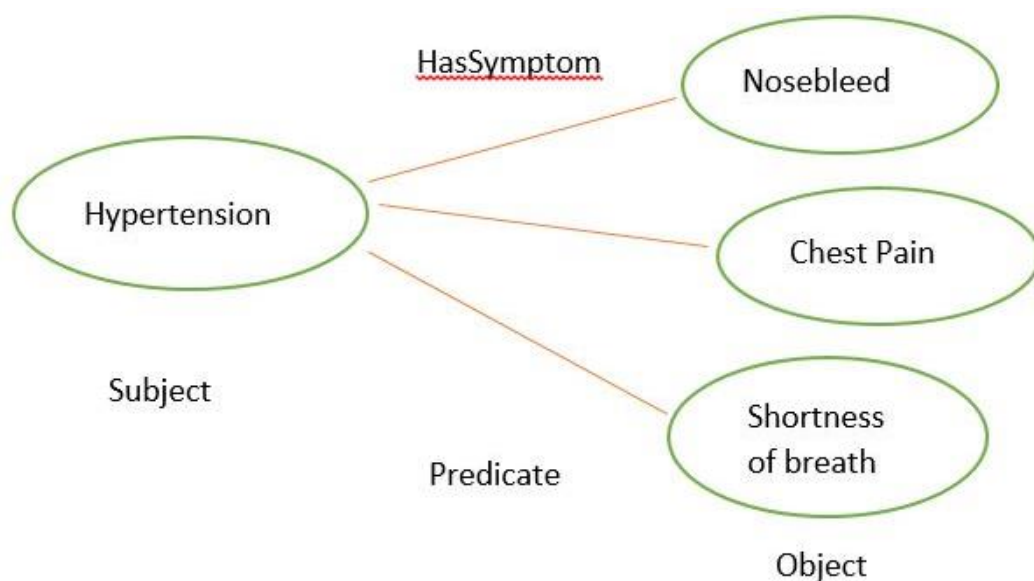 HasSymptom
Nosebleed
Hypertension
Chest Pain
Subject
Shortness
of breath
Predicate
Object